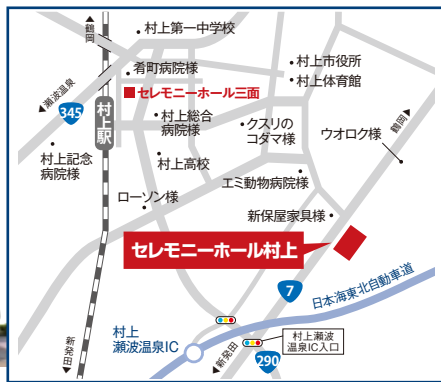 鶴岡
村上第一中学校
肴町病院様
村上市役所
村上体育館
瀬波温泉
セレモニーホール三面
345
村上駅
村上総合
病院様
クスリの
コダマ様
鶴岡
ウオロク様
村上記念
病院様
村上高校
エミ動物病院様
ローソン様
新保屋家具様
セレモニーホール村上
7
日本海東北自動車道
村上
瀬波温泉IC
村上瀬波
温泉IC入口
新発田
新発田
290